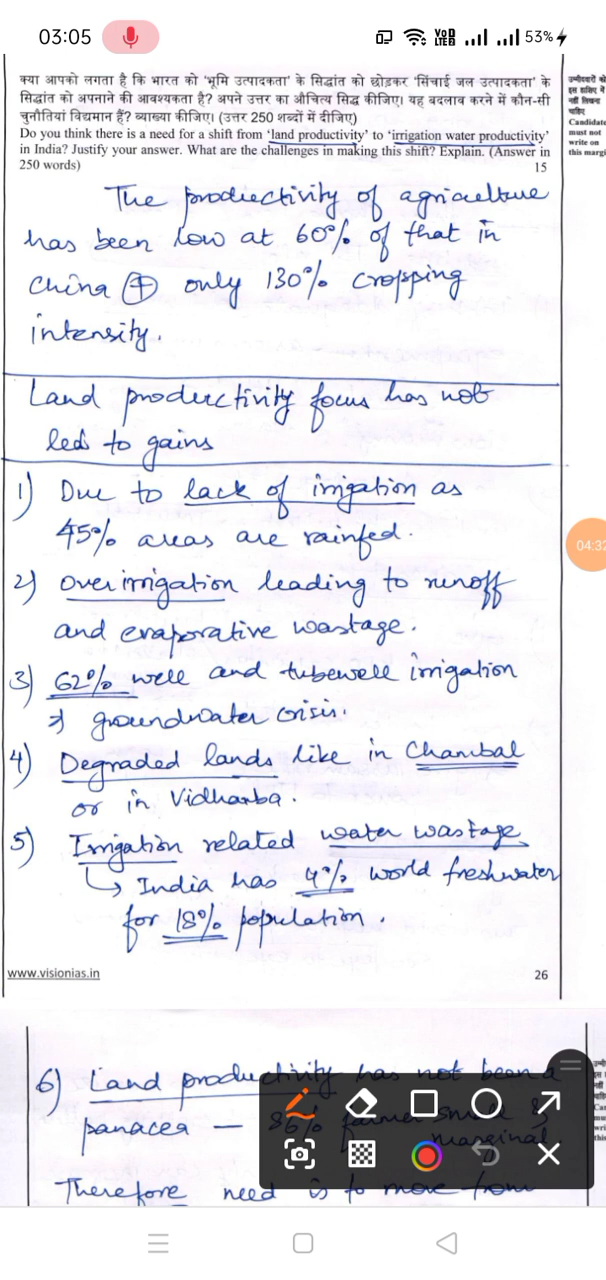 03:05
53%
क्या आपको लगता है कि भारत को 'भूमि उत्पादकता' के सिद्धांत को छोड़कर 'सिंचाई जल उत्पादकता' के
सिद्धांत को अपनाने की आवश्यकता है? अपने उत्तर का औचित्य सिद्ध कीजिए। यह बदलाव करने में कौन-सी
चुनौतियां विद्यमान हैं? व्याख्या कीजिए। (उत्तर 250 शब्दों में दीजिए)
Do you think there is a need for a shift from 'land productivity' to 'irrigation water productivity'
in India? Justify your answer. What are the challenges in making this shift? Explain. (Answer in
250 words) 15
उम्मीदवारों को
इस हाशिए में
नहीं लिखना
चाहिए
Candidate
must not
write on
this margi
The productivity of agriculture
has been low at 60% of that in
China + only 130% cropping
intensity.
Land productivity focus has not
led to gains
1) Due to lack of irrigation as
45% areas are rainfed.
2) Overirrigation leading to runoff
and evaporative wastage.
3) 62% well and tubewell irrigation
→ groundwater crisis.
4) Degraded lands like in Chambal
or in Vidharba.
5) Irrigation related water wastage
↳ India has 4% world freshwater
for 18% population.
04:32
www.visionias.in 26
6) Land productivity has not been a
panacea — 86% farmer small &
marginal
Therefore need is to move from